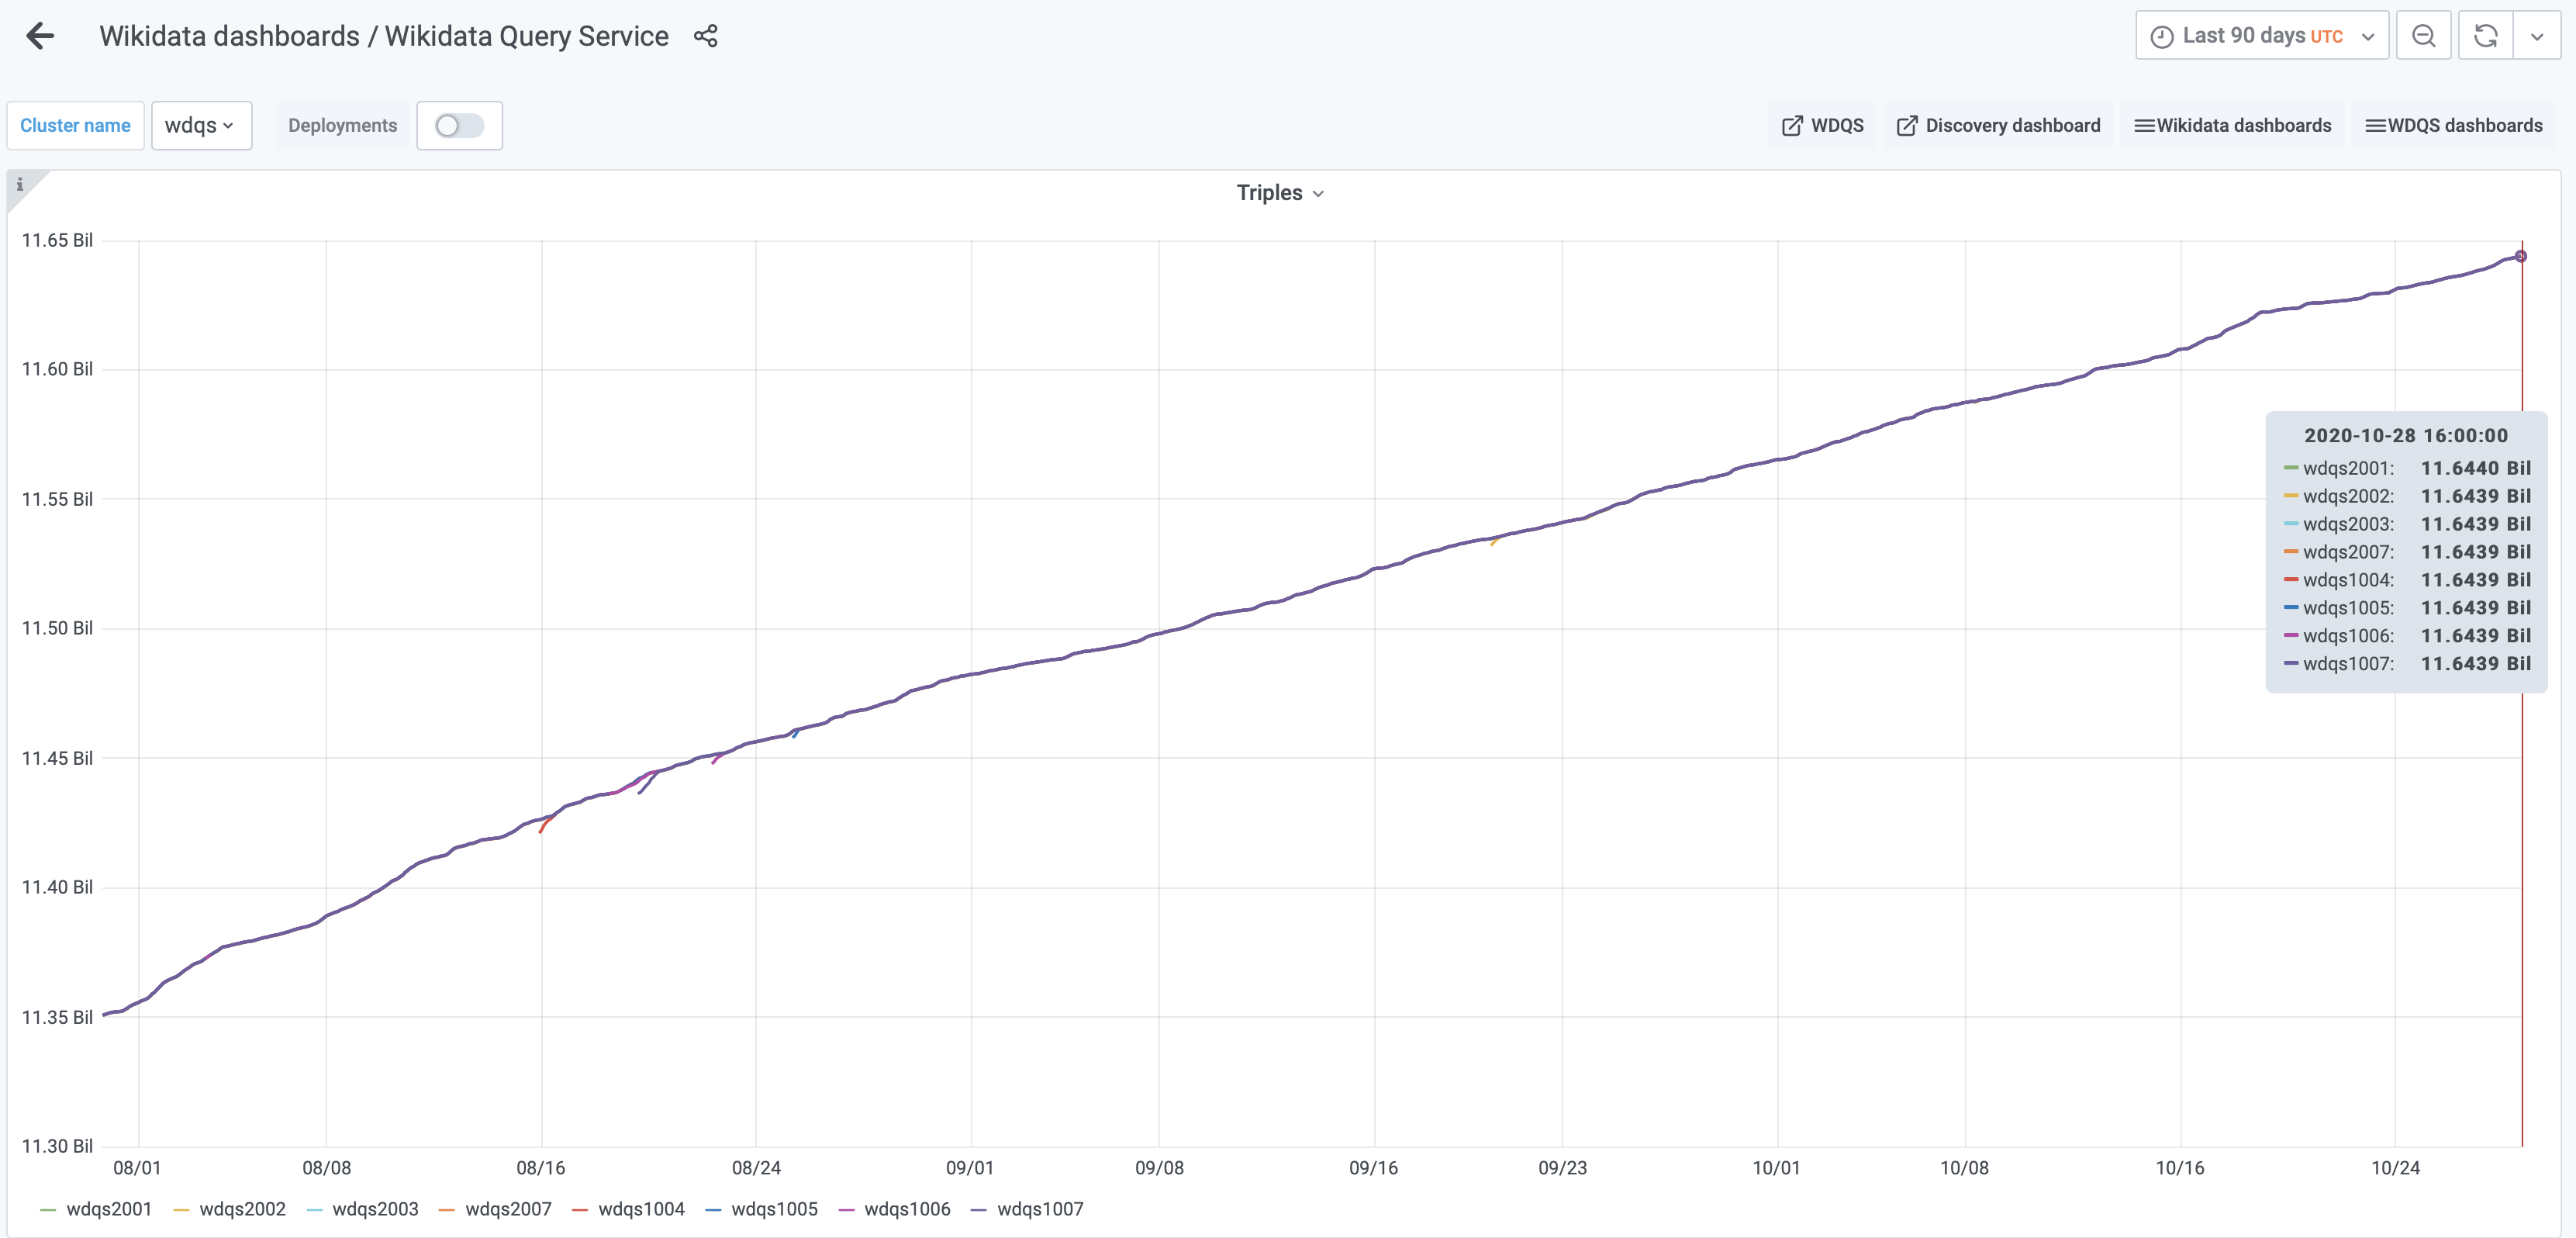 Wikidata dashboards / Wikidata Query Service
Last 90 days UTC
Cluster name
wdqs
Deployments
WDQS
Discovery dashboard
Wikidata dashboards
WDQS dashboards
i
Triples
11.65 Bil
11.60 Bil
11.55 Bil
11.50 Bil
11.45 Bil
11.40 Bil
11.35 Bil
11.30 Bil
2020-10-28 16:00:00
wdqs2001: 11.6440 Bil
wdqs2002: 11.6439 Bil
wdqs2003: 11.6439 Bil
wdqs2007: 11.6439 Bil
wdqs1004: 11.6439 Bil
wdqs1005: 11.6439 Bil
wdqs1006: 11.6439 Bil
wdqs1007: 11.6439 Bil
08/01 08/08 08/16 08/24 09/01 09/08 09/16 09/23 10/01 10/08 10/16 10/24
wdqs2001 wdqs2002 wdqs2003 wdqs2007 wdqs1004 wdqs1005 wdqs1006 wdqs1007